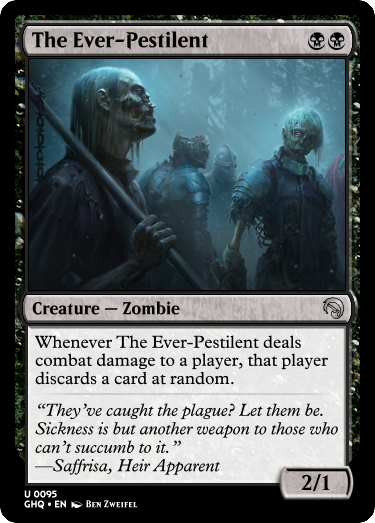 The Ever-Pestilent
Creature — Zombie
Whenever The Ever-Pestilent deals
combat damage to a player, that player
discards a card at random.
“They’ve caught the plague? Let them be.
Sickness is but another weapon to those who
can’t succumb to it.”
—Saffrisa, Heir Apparent
2/1
U 0095
GHQ • EN Ben Zweifel